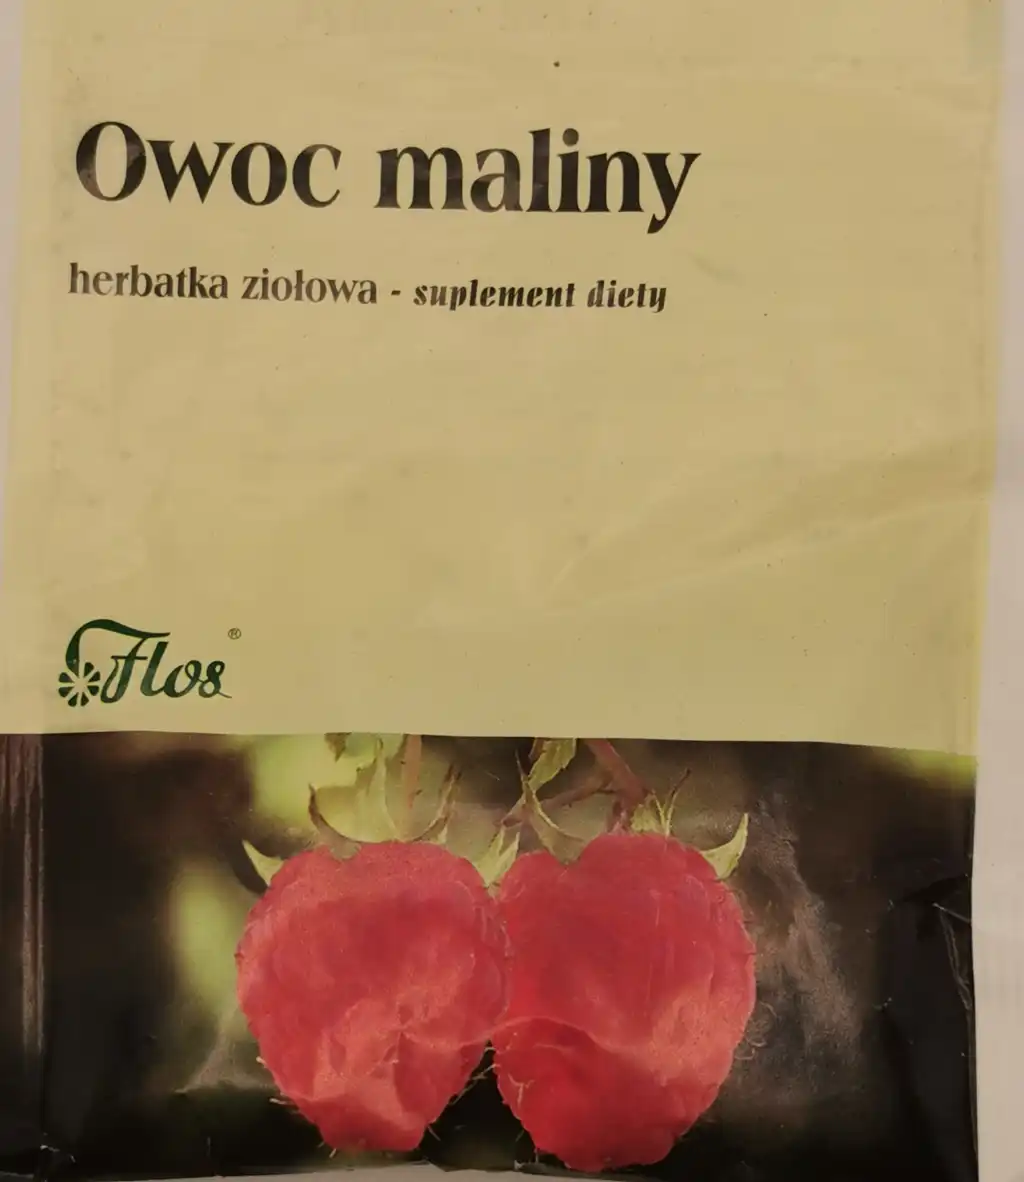 Owoc maliny
herbatka ziołowa - suplement diety
Flos®